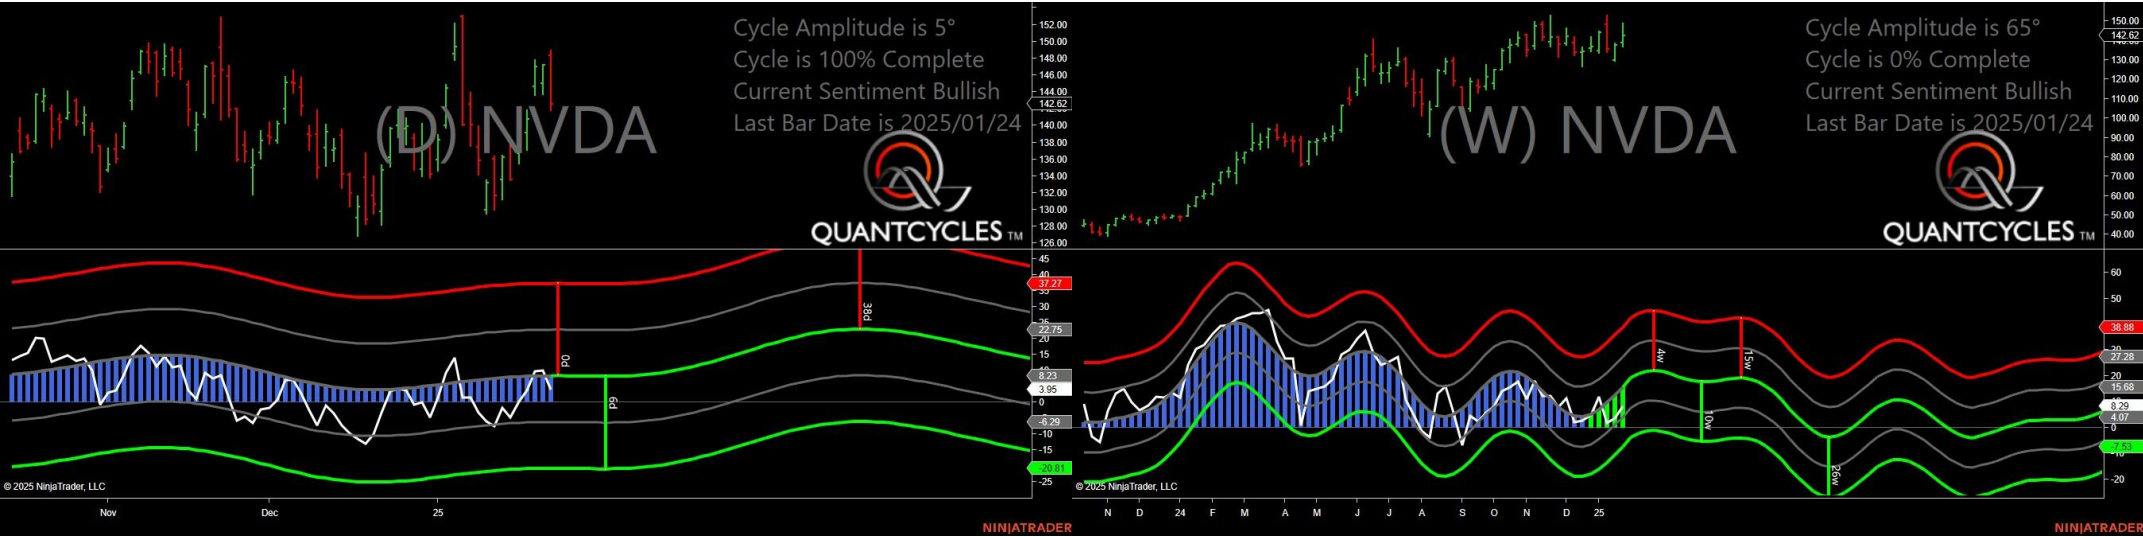 Cycle Amplitude is 5°
Cycle is 100% Complete
Current Sentiment Bullish
Last Bar Date is 2025/01/24
(D) NVDA
QUANTCYCLES TM
152.00
150.00
148.00
146.00
144.00
142.62
140.00
138.00
136.00
134.00
132.00
130.00
128.00
126.00
45
40
37.27
35
30
22.75
20
15
8.23
3.95
0
-6.29
-10
-15
-20.81
-25
0d
6d
38d
© 2025 NinjaTrader, LLC
Nov
Dec
25
NINJATRADER
Cycle Amplitude is 65°
Cycle is 0% Complete
Current Sentiment Bullish
Last Bar Date is 2025/01/24
(W) NVDA
QUANTCYCLES TM
150.00
142.62
130.00
120.00
110.00
100.00
90.00
80.00
70.00
60.00
50.00
40.00
60
50
38.88
27.28
20
15.68
8.29
4.07
0
-7.53
-20
4w
10w
15w
26w
© 2025 NinjaTrader, LLC
N D 24 F M A M J J A S O N D 25
NINJATRADER